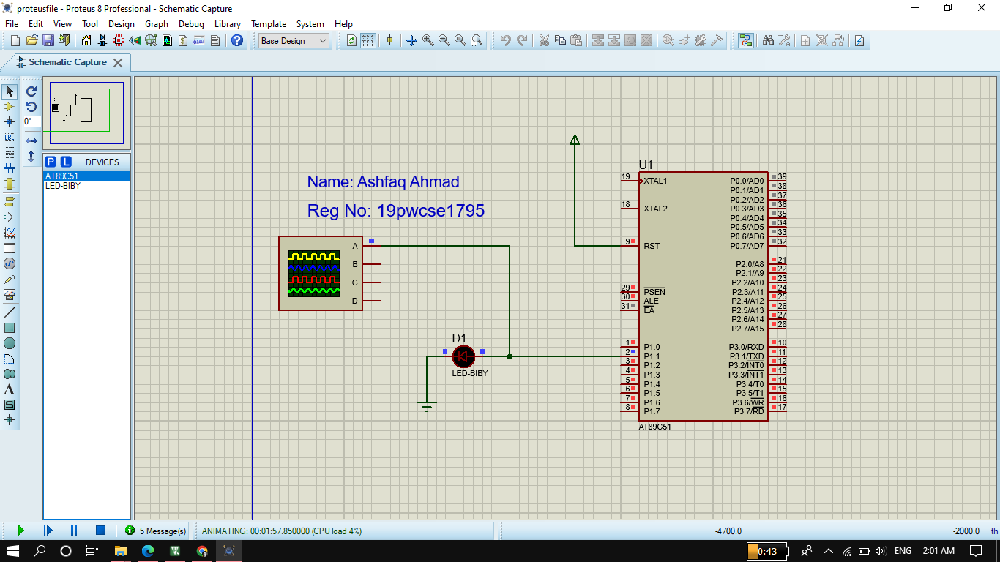 proteusfile - Proteus 8 Professional - Schematic Capture
File Edit View Tool Design Graph Debug Library Template System Help
Base Design
Schematic Capture
0°
LBL
P L DEVICES
AT89C51
LED-BIBY
A
S
Name: Ashfaq Ahmad
Reg No: 19pwcse1795
A
B
C
D
D1
LED-BIBY
U1
19 XTAL1 P0.0/AD0 39
P0.1/AD1 38
P0.2/AD2 37
18 XTAL2 P0.3/AD3 36
P0.4/AD4 35
P0.5/AD5 34
P0.6/AD6 33
9 RST P0.7/AD7 32
P2.0/A8 21
P2.1/A9 22
P2.2/A10 23
29 PSEN P2.3/A11 24
30 ALE P2.4/A12 25
31 EA P2.5/A13 26
P2.6/A14 27
P2.7/A15 28
1 P1.0 P3.0/RXD 10
2 P1.1 P3.1/TXD 11
3 P1.2 P3.2/INT0 12
4 P1.3 P3.3/INT1 13
5 P1.4 P3.4/T0 14
6 P1.5 P3.5/T1 15
7 P1.6 P3.6/WR 16
8 P1.7 P3.7/RD 17
AT89C51
5 Message(s) ANIMATING: 00:01:57.850000 (CPU load 4%) -4700.0 -2000.0 th
0:43 ENG 2:01 AM